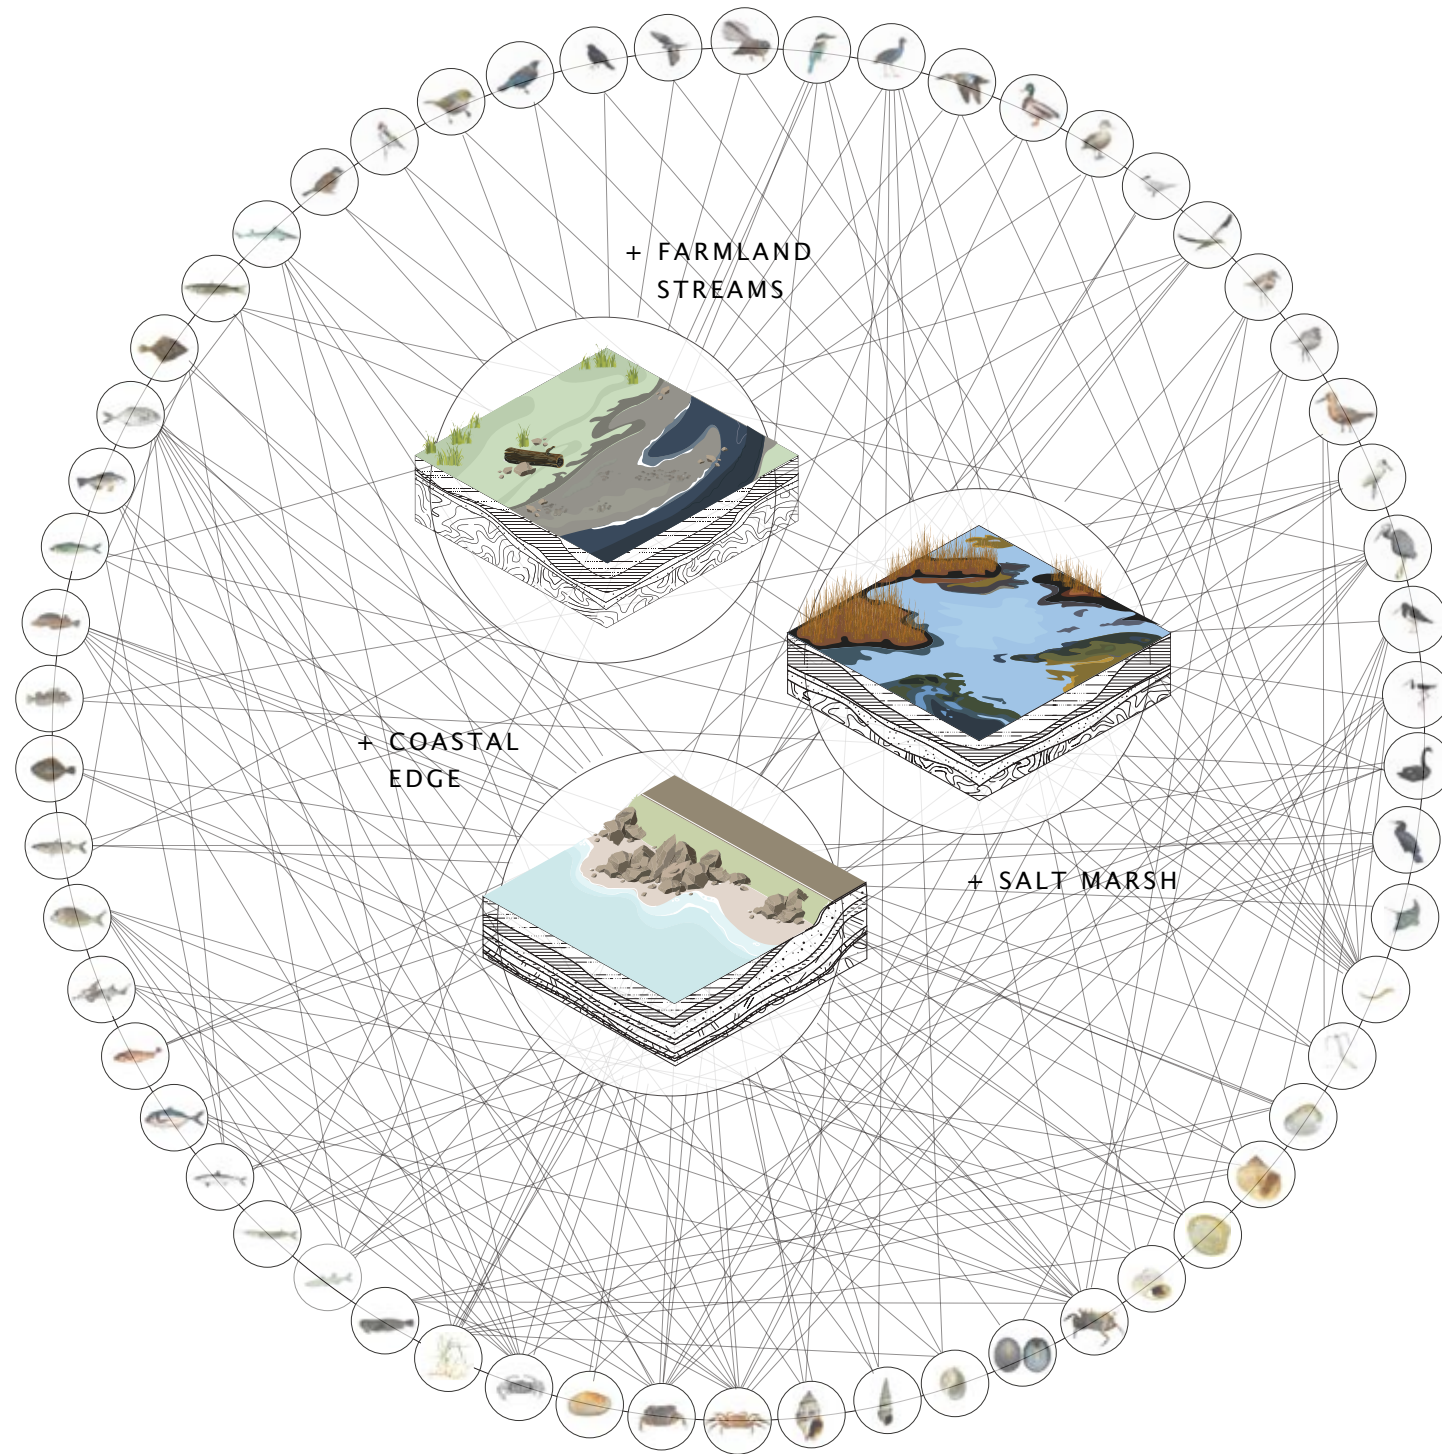 + FARMLAND
STREAMS
+ COASTAL
EDGE
+ SALT MARSH